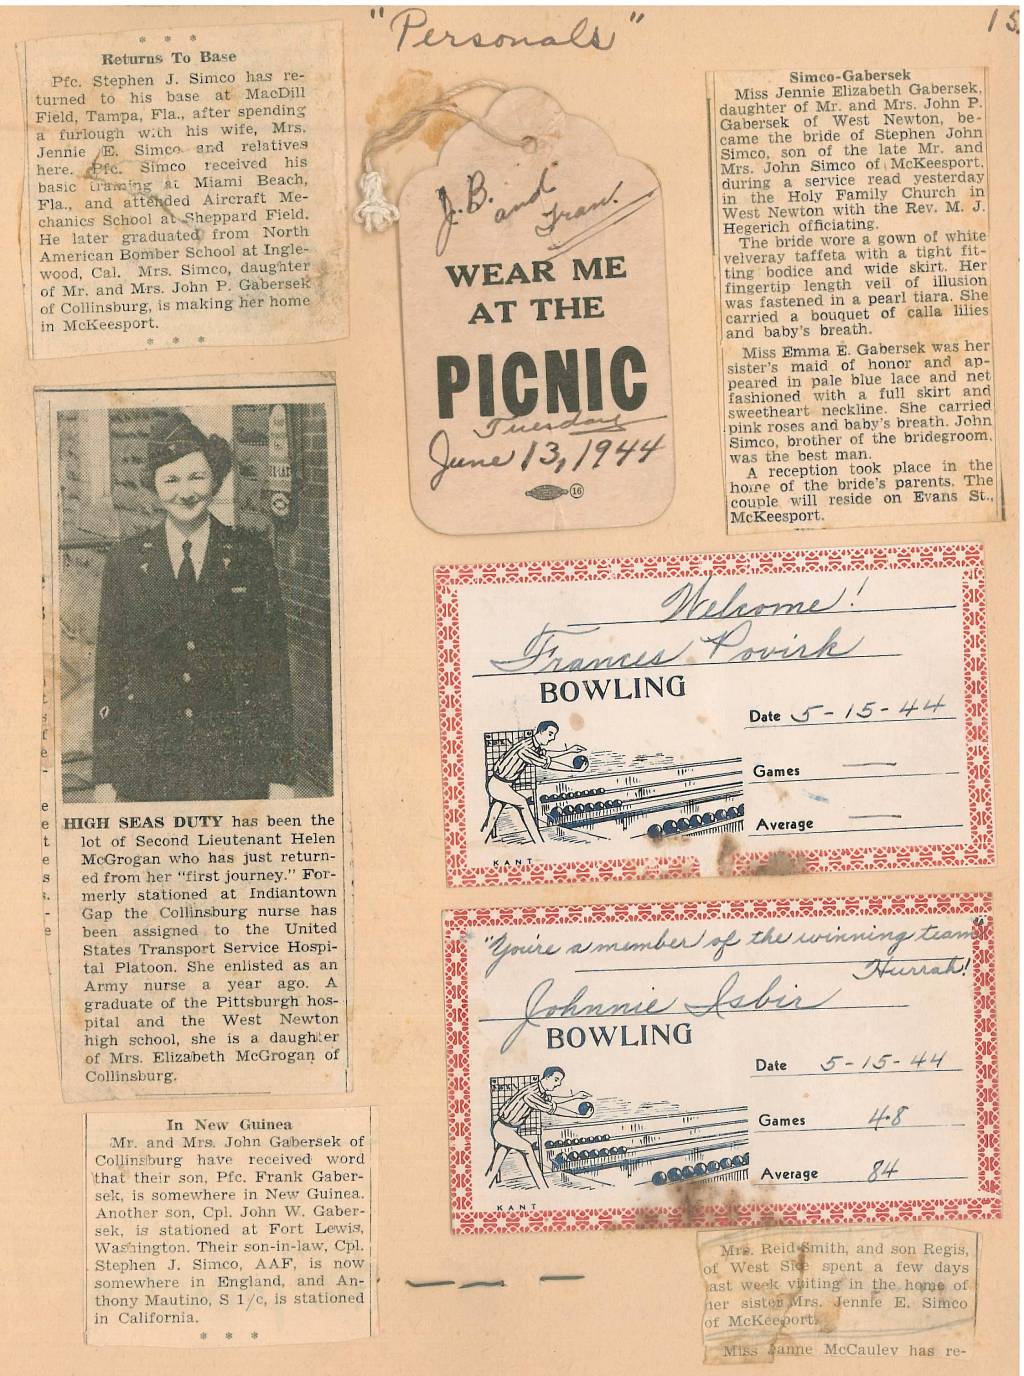 "Personals"
15.
* * *
Returns To Base
Pfc. Stephen J. Simco has re-
turned to his base at MacDill
Field, Tampa, Fla., after spending
a furlough with his wife, Mrs.
Jennie E. Simco and relatives
here. Pfc. Simco received his
basic training at Miami Beach,
Fla., and attended Aircraft Me-
chanics School at Sheppard Field.
He later graduated from North
American Bomber School at Ingle-
wood, Cal. Mrs. Simco, daughter
of Mr. and Mrs. John P. Gabersek
of Collinsburg, is making her home
in McKeesport.
* * *
J.B. and
Fran.
WEAR ME
AT THE
PICNIC
Tuesday
June 13, 1944
16
Simco-Gabersek
Miss Jennie Elizabeth Gabersek,
daughter of Mr. and Mrs. John P.
Gabersek of West Newton, be-
came the bride of Stephen John
Simco, son of the late Mr. and
Mrs. John Simco of McKeesport,
during a service read yesterday
in the Holy Family Church in
West Newton with the Rev. M. J.
Hegerich officiating.
The bride wore a gown of white
velveray taffeta with a tight fit-
ting bodice and wide skirt. Her
fingertip length veil of illusion
was fastened in a pearl tiara. She
carried a bouquet of calla lilies
and baby's breath.
Miss Emma E. Gabersek was her
sister's maid of honor and ap-
peared in pale blue lace and net
fashioned with a full skirt and
sweetheart neckline. She carried
pink roses and baby's breath. John
Simco, brother of the bridegroom,
was the best man.
A reception took place in the
home of the bride's parents. The
couple will reside on Evans St.,
McKeesport.
HIGH SEAS DUTY has been the
lot of Second Lieutenant Helen
McGrogan who has just return-
ed from her "first journey." For-
merly stationed at Indiantown
Gap the Collinsburg nurse has
been assigned to the United
States Transport Service Hospi-
tal Platoon. She enlisted as an
Army nurse a year ago. A
graduate of the Pittsburgh hos-
pital and the West Newton
high school, she is a daughter
of Mrs. Elizabeth McGrogan of
Collinsburg.
Welcome!
Frances Povirk
BOWLING
Date 5-15-44
Games —
Average —
KANT
"You're a member of the winning team"
Hurrah!
Johnnie Isbir
BOWLING
Date 5-15-44
Games 48
Average 84
KANT
In New Guinea
Mr. and Mrs. John Gabersek of
Collinsburg have received word
that their son, Pfc. Frank Gaber-
sek, is somewhere in New Guinea.
Another son, Cpl. John W. Gaber-
sek, is stationed at Fort Lewis,
Washington. Their son-in-law, Cpl.
Stephen J. Simco, AAF, is now
somewhere in England, and An-
thony Mautino, S 1/c, is stationed
in California.
* * *
Mrs. Reid Smith, and son Regis,
of West Side spent a few days
last week visiting in the home of
her sister Mrs. Jennie E. Simco
of McKeesport.
Miss Janne McCauley has re-